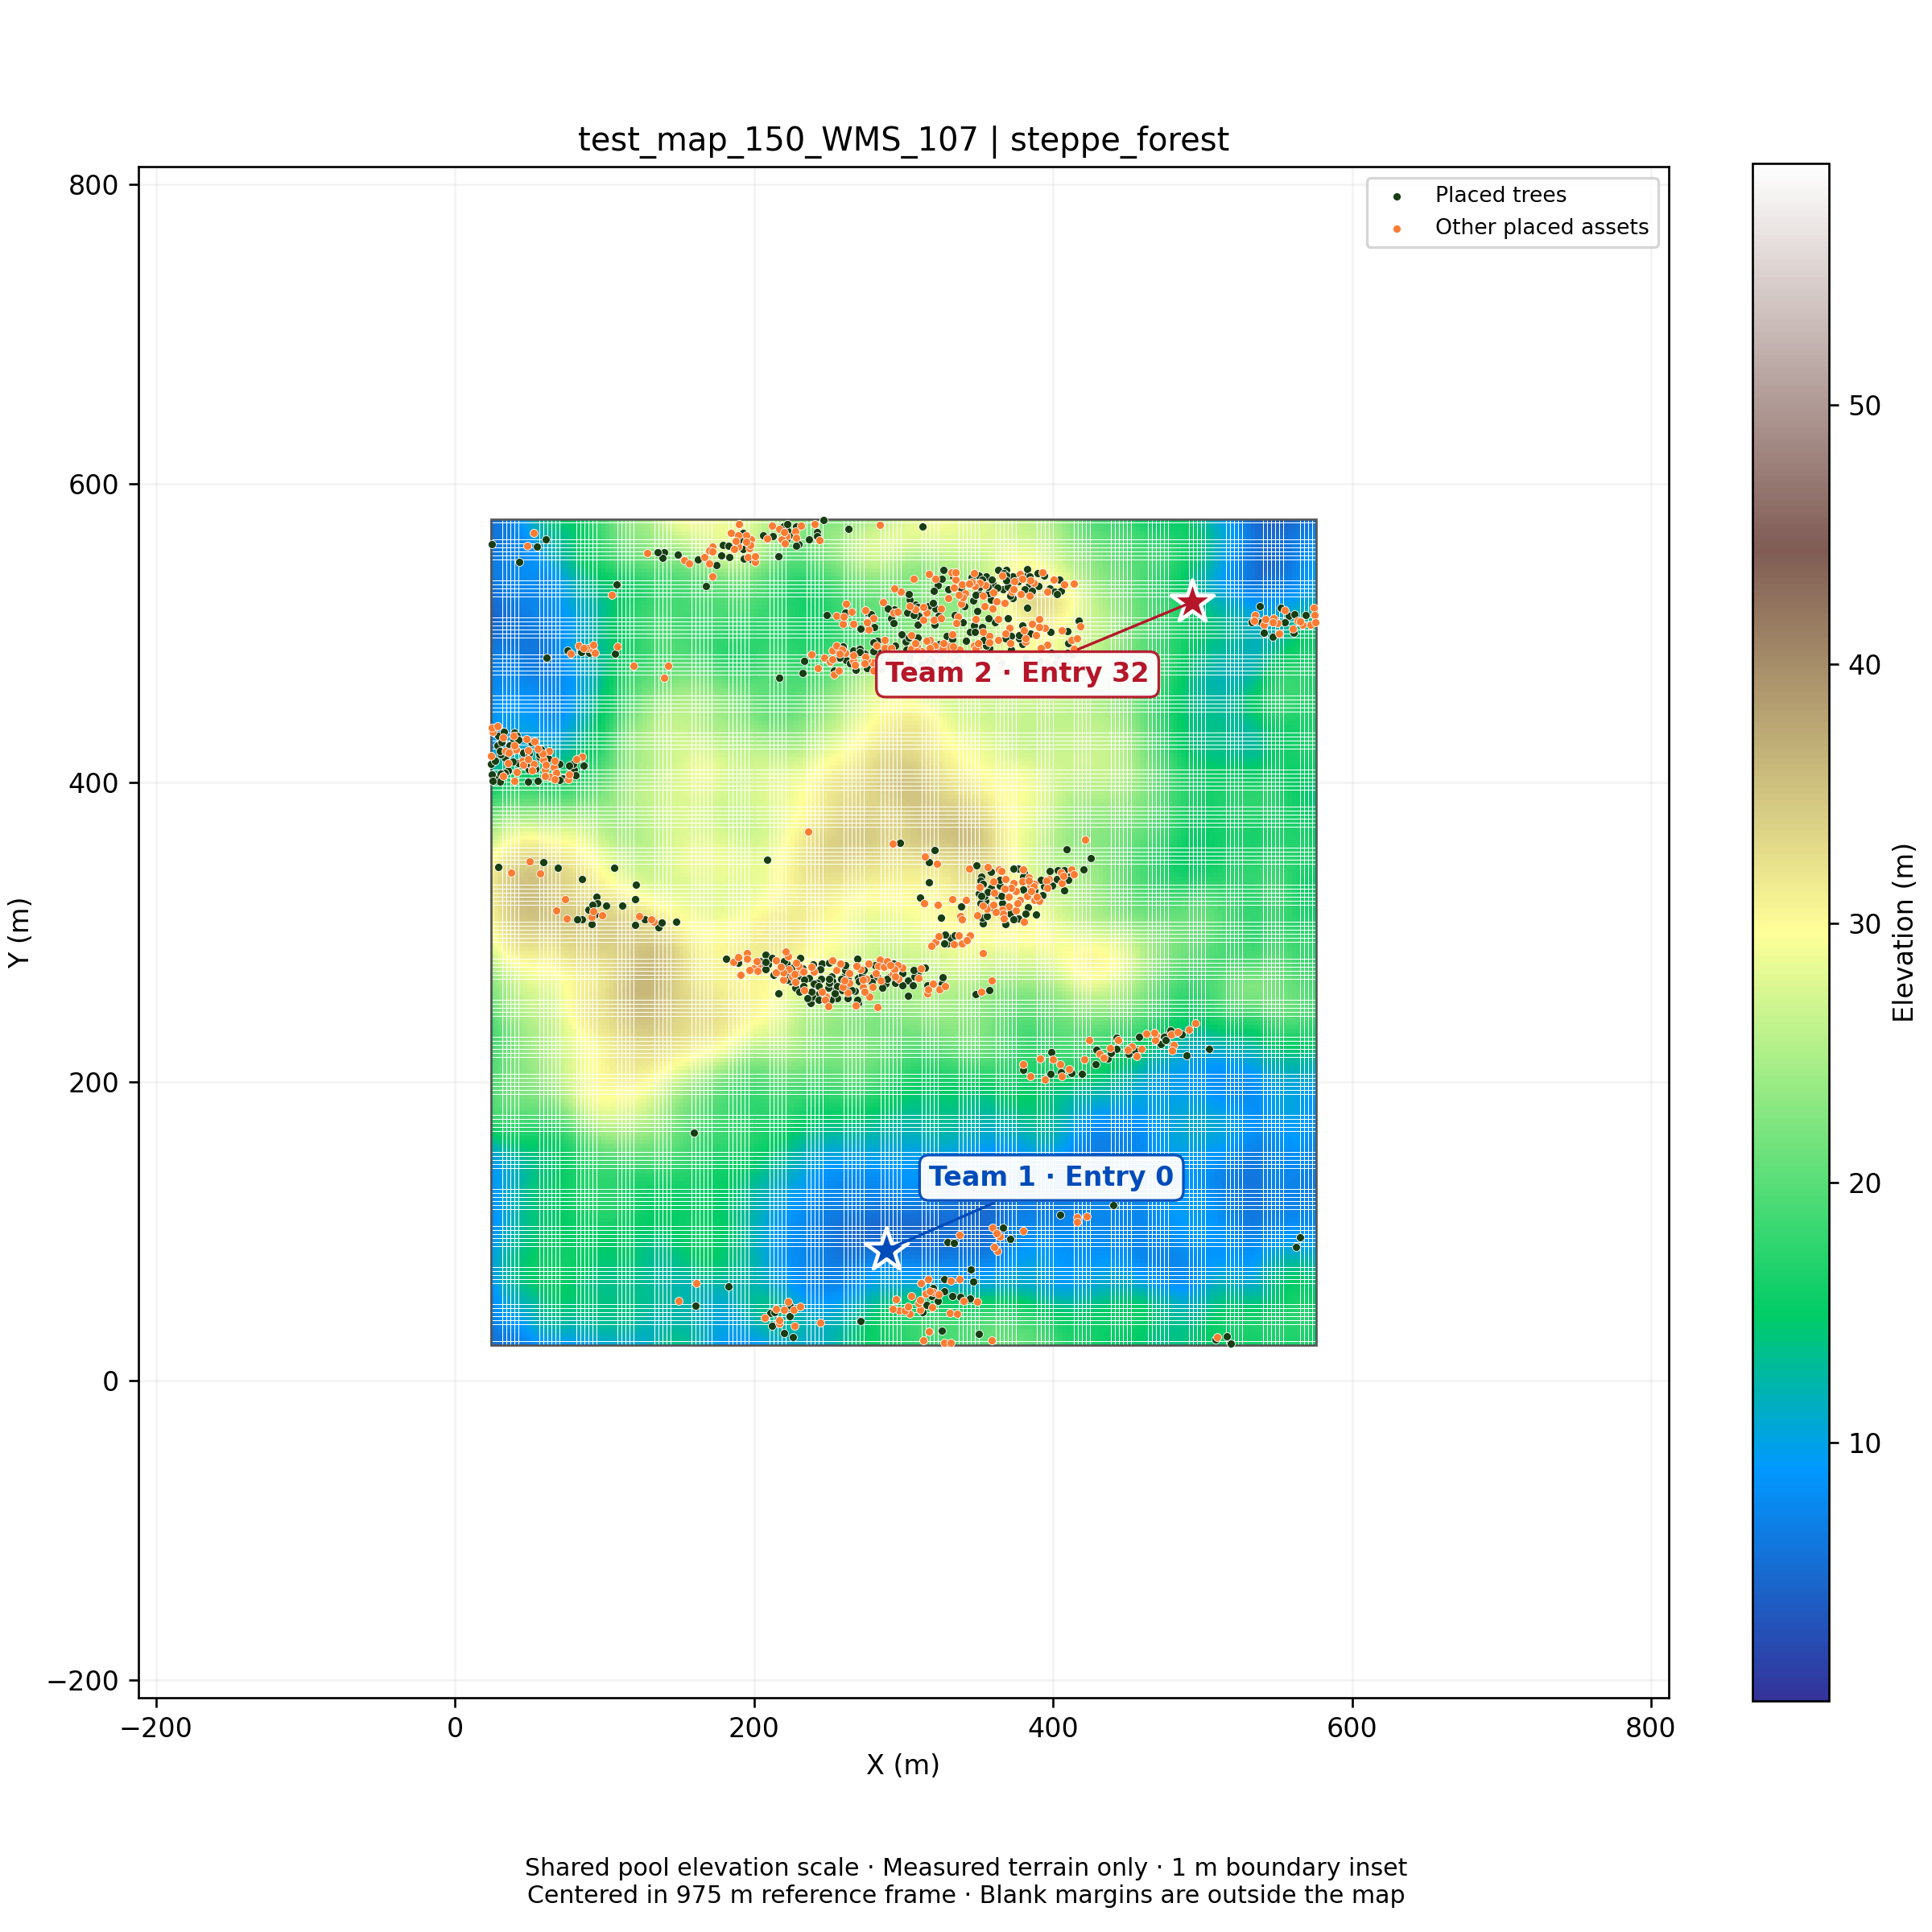 test_map_150_WMS_107 | steppe_forest
Placed trees
Other placed assets
800
600
400
200
0
−200
−200
0
200
400
600
800
X (m)
Y (m)
Team 2 · Entry 32
Team 1 · Entry 0
50
40
30
20
10
Elevation (m)
Shared pool elevation scale · Measured terrain only · 1 m boundary inset
Centered in 975 m reference frame · Blank margins are outside the map